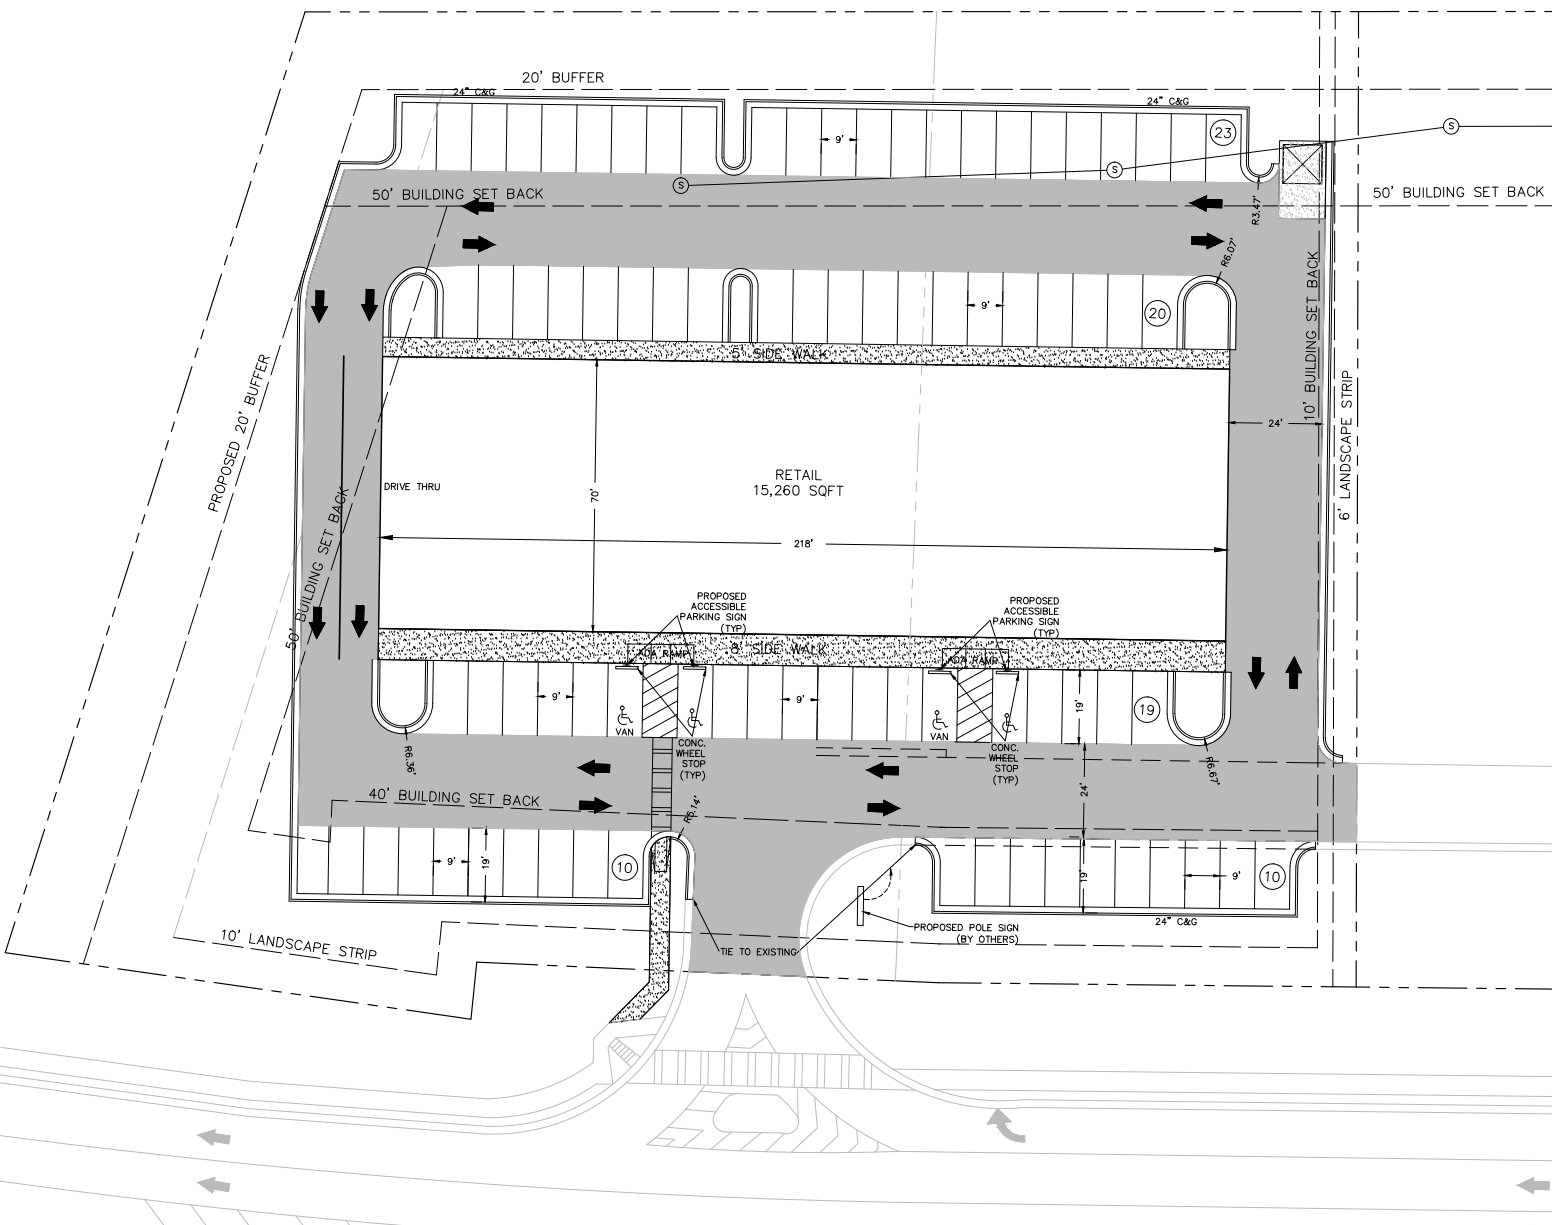 20' BUFFER
24" C&G
24" C&G
23
9'
S
S
S
50' BUILDING SET BACK
50' BUILDING SET BACK
R3.47'
R6.07'
10' BUILDING SET BACK
9'
20
5' SIDE WALK
PROPOSED 20' BUFFER
6' LANDSCAPE STRIP
24'
RETAIL
15,260 SQFT
DRIVE THRU
70'
218'
50' BUILDING SET BACK
PROPOSED
ACCESSIBLE
PARKING SIGN
(TYP)
PROPOSED
ACCESSIBLE
PARKING SIGN
(TYP)
8' SIDE WALK
ADA RAMP
ADA RAMP
9'
9'
19'
19
VAN
VAN
CONC.
WHEEL
STOP
(TYP)
CONC.
WHEEL
STOP
(TYP)
R6.36'
R6.67'
24'
40' BUILDING SET BACK
R6.14'
9'
19'
10
19'
9'
10
24" C&G
PROPOSED POLE SIGN
(BY OTHERS)
TIE TO EXISTING
10' LANDSCAPE STRIP